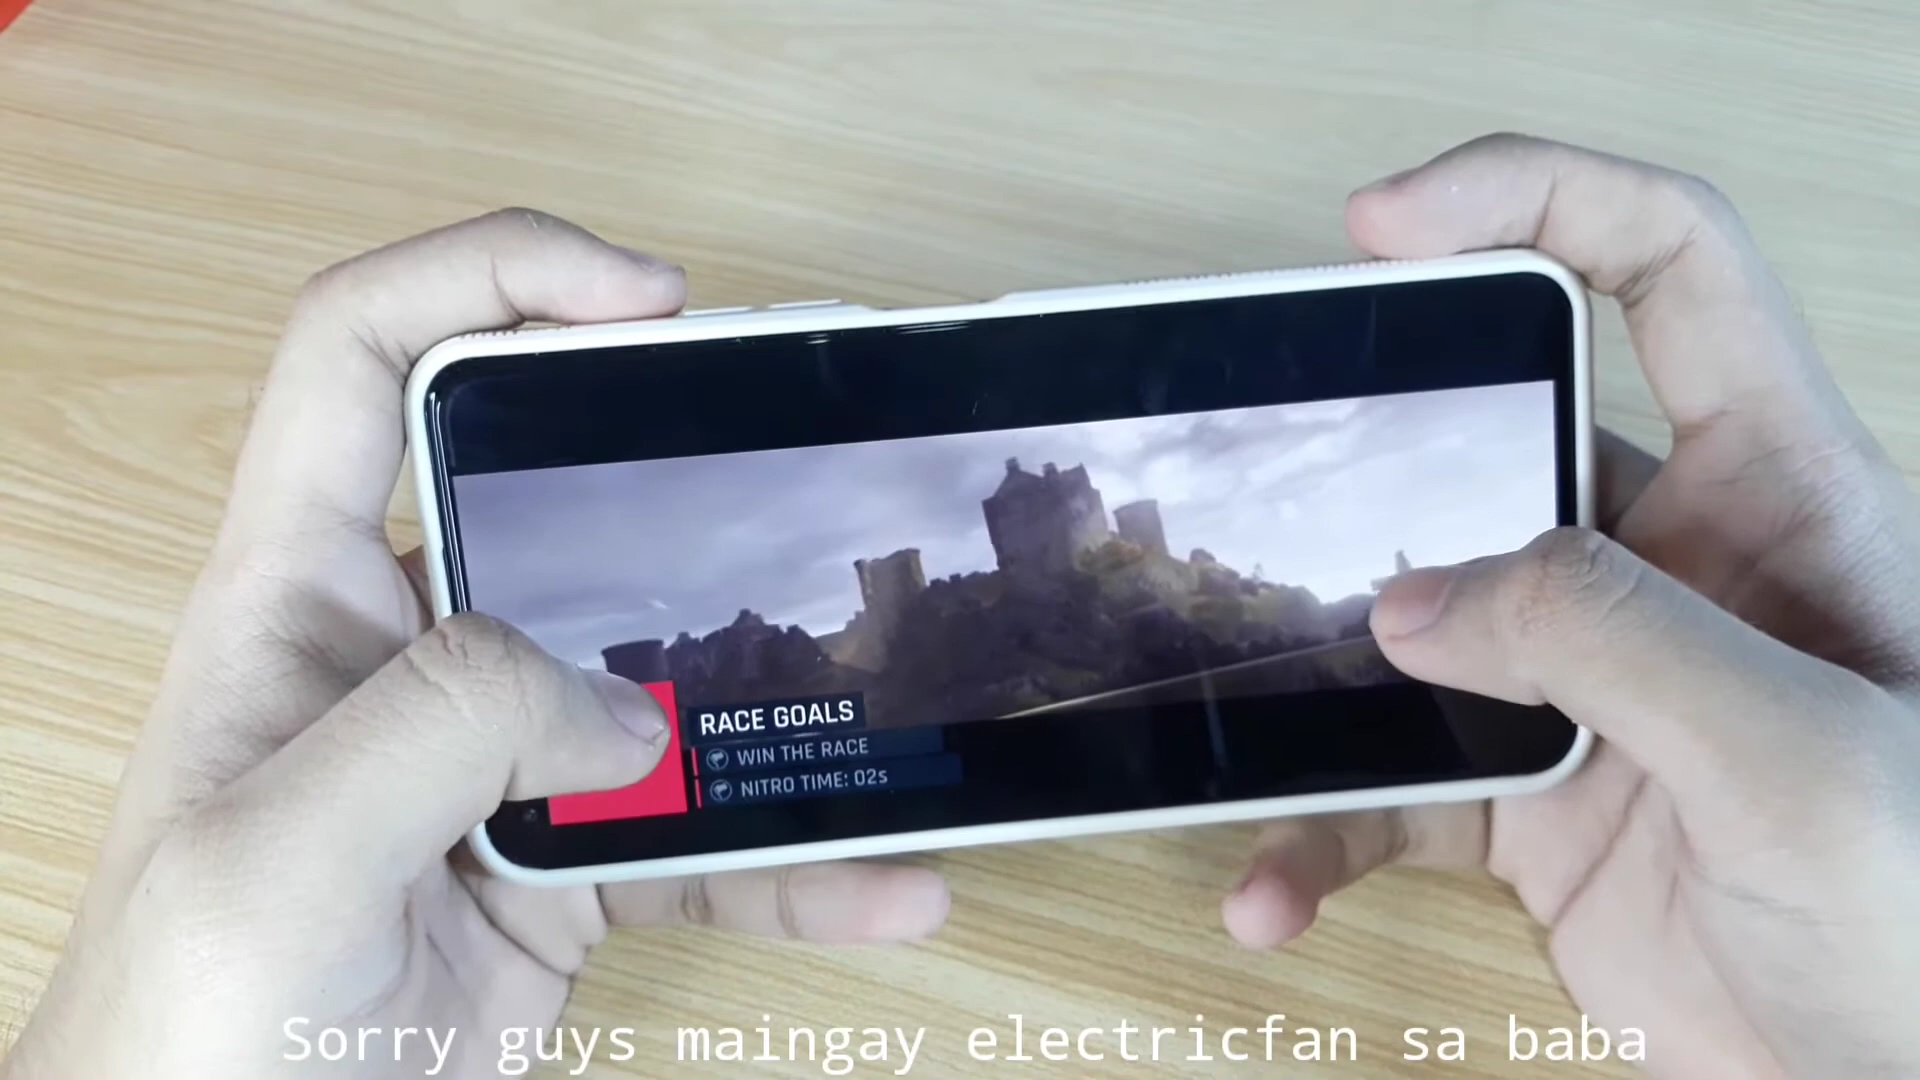 RACE GOALS
WIN THE RACE
NITRO TIME: 02s
Sorry guys maingay electricfan sa baba